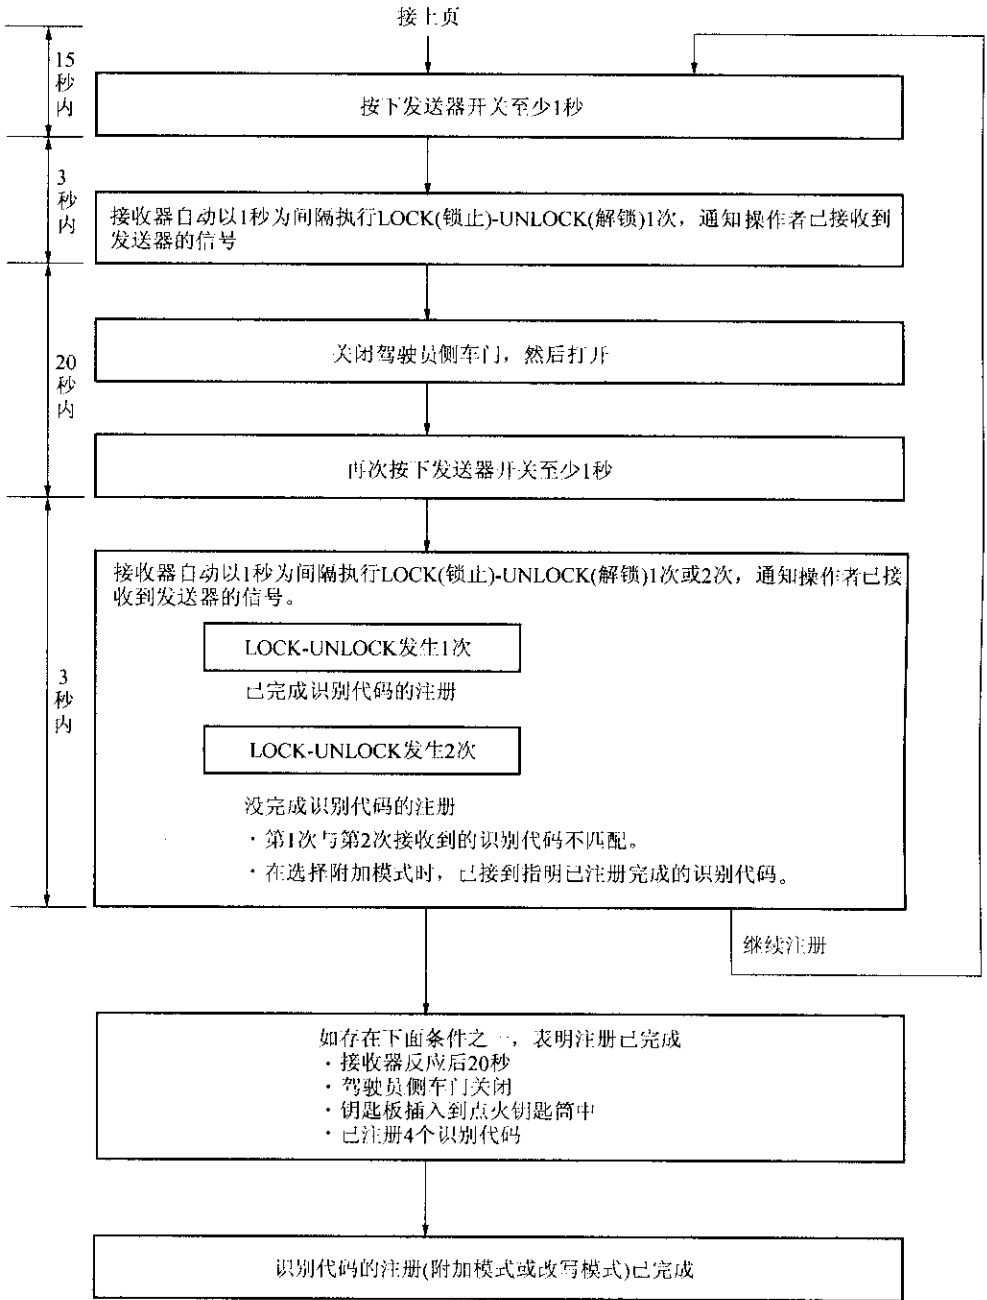 接上页
15
秒
内
按下发送器开关至少1秒
3
秒
内
接收器自动以1秒为间隔执行LOCK(锁止)-UNLOCK(解锁)1次，通知操作者已接收到
发送器的信号
20
秒
内
关闭驾驶员侧车门，然后打开
再次按下发送器开关至少1秒
3
秒
内
接收器自动以1秒为间隔执行LOCK(锁止)-UNLOCK(解锁)1次或2次，通知操作者已接
收到发送器的信号。
LOCK-UNLOCK发生1次
已完成识别代码的注册
LOCK-UNLOCK发生2次
没完成识别代码的注册
·第1次与第2次接收到的识别代码不匹配。
·在选择附加模式时，已接到指明已注册完成的识别代码。
继续注册
如存在下面条件之一，表明注册已完成
·接收器反应后20秒
·驾驶员侧车门关闭
·钥匙板插入到点火钥匙筒中
·已注册4个识别代码
识别代码的注册(附加模式或改写模式)已完成